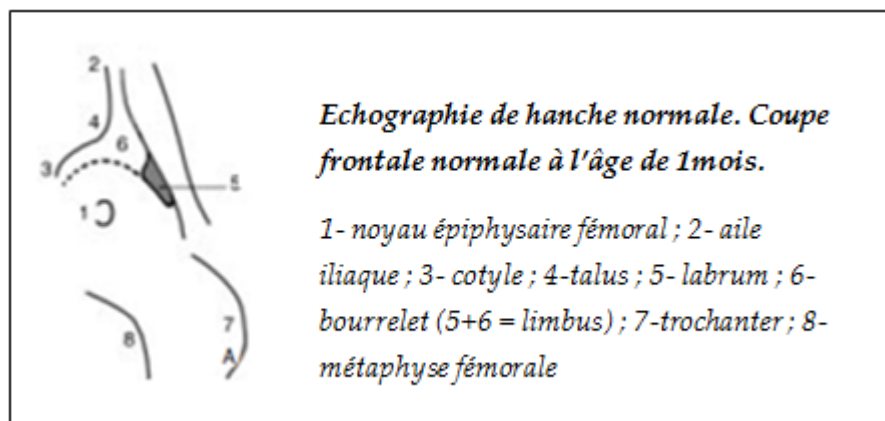 Echographie de hanche normale. Coupe
frontale normale à l'âge de 1mois.
1- noyau épiphysaire fémoral ; 2- aile
iliaque ; 3- cotyle ; 4-talus ; 5- labrum ; 6-
bourrelet (5+6 = limbus) ; 7-trochanter ; 8-
métaphyse fémorale
2
4
6
3
5
1
7
8
A